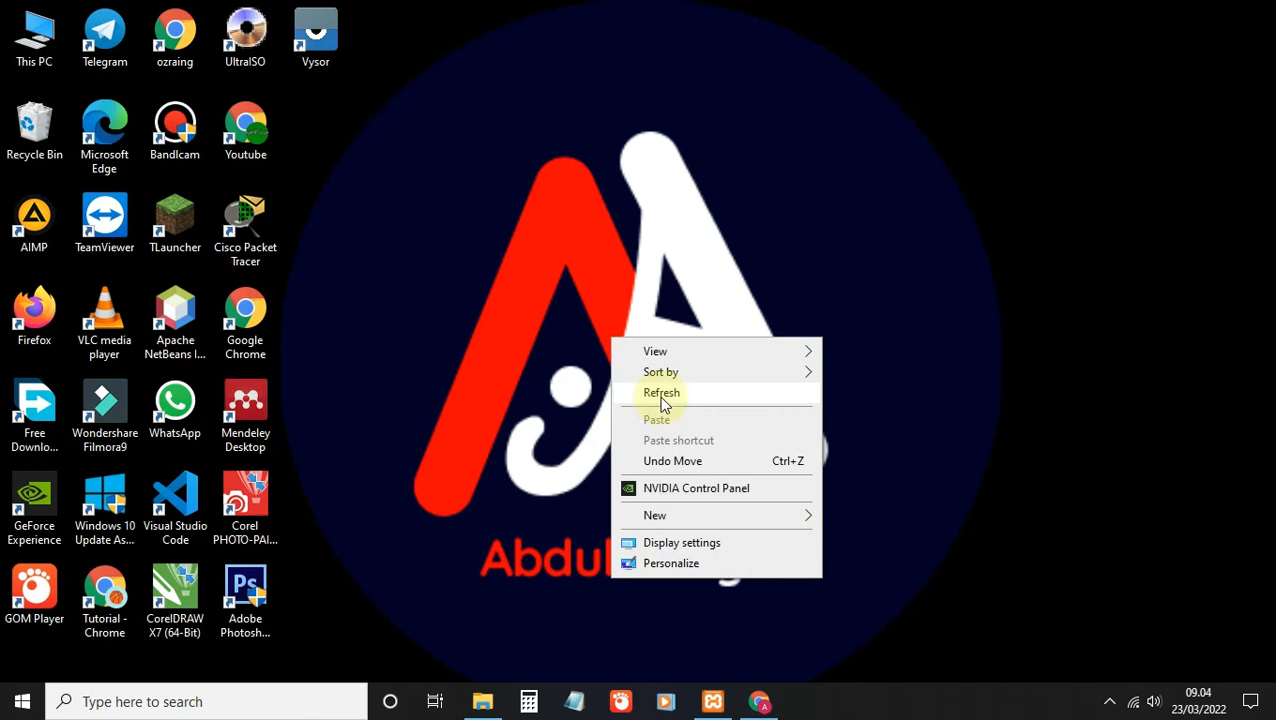 This PC
Telegram
ozraing
UltraISO
Vysor
Recycle Bin
Microsoft
Edge
Bandicam
Youtube
AIMP
TeamViewer
TLauncher
Cisco Packet
Tracer
Firefox
VLC media
player
Apache
NetBeans I...
Google
Chrome
Free
Downlo...
Wondershare
Filmora9
WhatsApp
Mendeley
Desktop
GeForce
Experience
Windows 10
Update As...
Visual Studio
Code
Corel
PHOTO-PAI...
GOM Player
Tutorial -
Chrome
CorelDRAW
X7 (64-Bit)
Adobe
Photosh...
View
Sort by
Refresh
Paste
Paste shortcut
Undo Move Ctrl+Z
NVIDIA Control Panel
New
Display settings
Personalize
Type here to search
09.04
23/03/2022